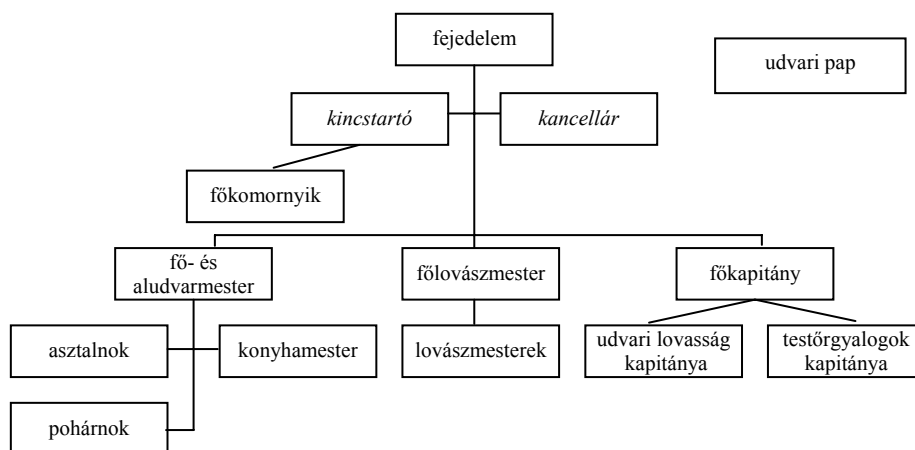 fejedelem
udvari pap
kincstartó
kancellár
főkomornyik
fő- és
aludvarmester
főlovászmester
főkapitány
asztalnok
konyhamester
lovászmesterek
udvari lovasság
kapitánya
testőrgyalogok
kapitánya
pohárnok